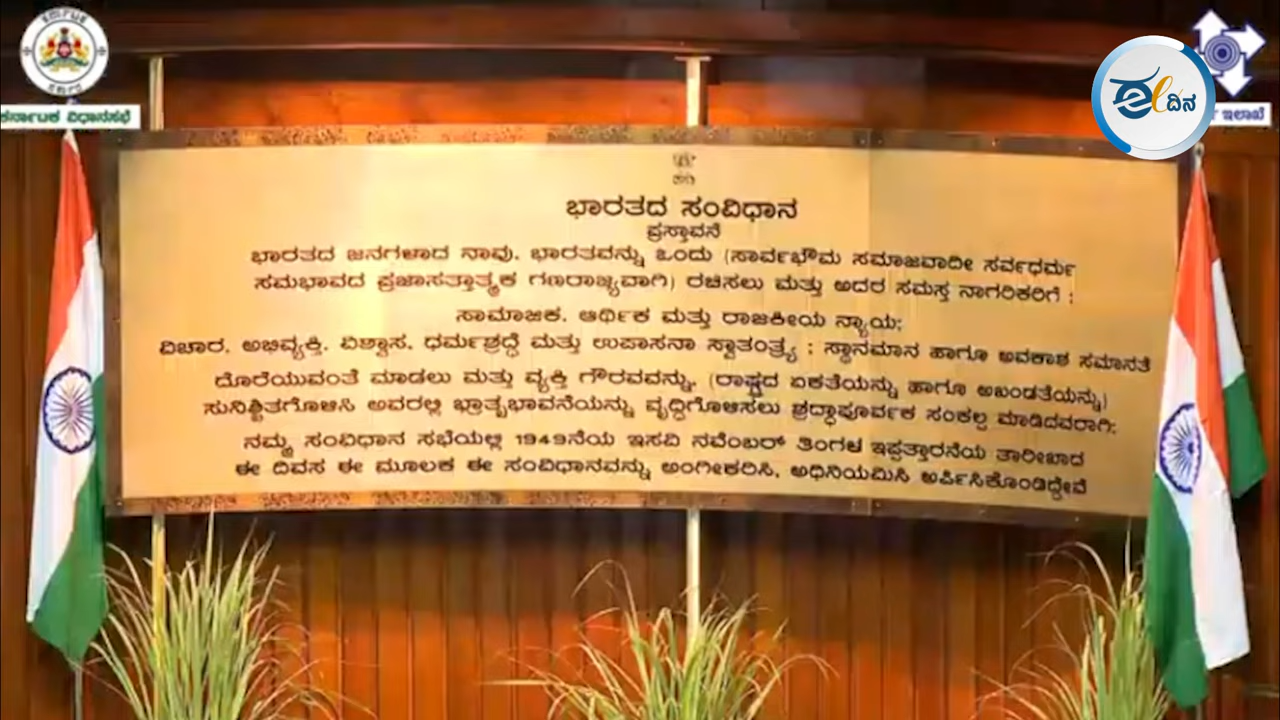 ಕರ್ನಾಟಕ
ಕರ್ನಾಟಕ ವಿಧಾನಸಭೆ
ಈ ದಿನ
ಇಲಾಖೆ
ಭಾರತದ ಸಂವಿಧಾನ
ಪ್ರಸ್ತಾವನೆ
ಭಾರತದ ಜನಗಳಾದ ನಾವು, ಭಾರತವನ್ನು ಒಂದು (ಸಾರ್ವಭೌಮ ಸಮಾಜವಾದೀ ಸರ್ವಧರ್ಮ
ಸಮಭಾವದ ಪ್ರಜಾಸತ್ತಾತ್ಮಕ ಗಣರಾಜ್ಯವಾಗಿ) ರಚಿಸಲು ಮತ್ತು ಅದರ ಸಮಸ್ತ ನಾಗರಿಕರಿಗೆ :
ಸಾಮಾಜಿಕ, ಆರ್ಥಿಕ ಮತ್ತು ರಾಜಕೀಯ ನ್ಯಾಯ;
ವಿಚಾರ, ಅಭಿವ್ಯಕ್ತಿ, ವಿಶ್ವಾಸ, ಧರ್ಮಶ್ರದ್ಧೆ ಮತ್ತು ಉಪಾಸನಾ ಸ್ವಾತಂತ್ರ್ಯ ; ಸ್ಥಾನಮಾನ ಹಾಗೂ ಅವಕಾಶ ಸಮಾನತೆ
ದೊರೆಯುವಂತೆ ಮಾಡಲು ಮತ್ತು ವ್ಯಕ್ತಿ ಗೌರವವನ್ನು, (ರಾಷ್ಟ್ರದ ಏಕತೆಯನ್ನು ಹಾಗೂ ಅಖಂಡತೆಯನ್ನು)
ಸುನಿಶ್ಚಿತಗೊಳಿಸಿ ಅವರಲ್ಲಿ ಭ್ರಾತೃಭಾವನೆಯನ್ನು ವೃದ್ಧಿಗೊಳಿಸಲು ಶ್ರದ್ಧಾಪೂರ್ವಕ ಸಂಕಲ್ಪ ಮಾಡಿದವರಾಗಿ;
ನಮ್ಮ ಸಂವಿಧಾನ ಸಭೆಯಲ್ಲಿ 1949ನೆಯ ಇಸವಿ ನವೆಂಬರ್ ತಿಂಗಳ ಇಪ್ಪತ್ತಾರನೆಯ ತಾರೀಖಾದ
ಈ ದಿವಸ ಈ ಮೂಲಕ ಈ ಸಂವಿಧಾನವನ್ನು ಅಂಗೀಕರಿಸಿ, ಅಧಿನಿಯಮಿಸಿ ಅರ್ಪಿಸಿಕೊಂಡಿದ್ದೇವೆ